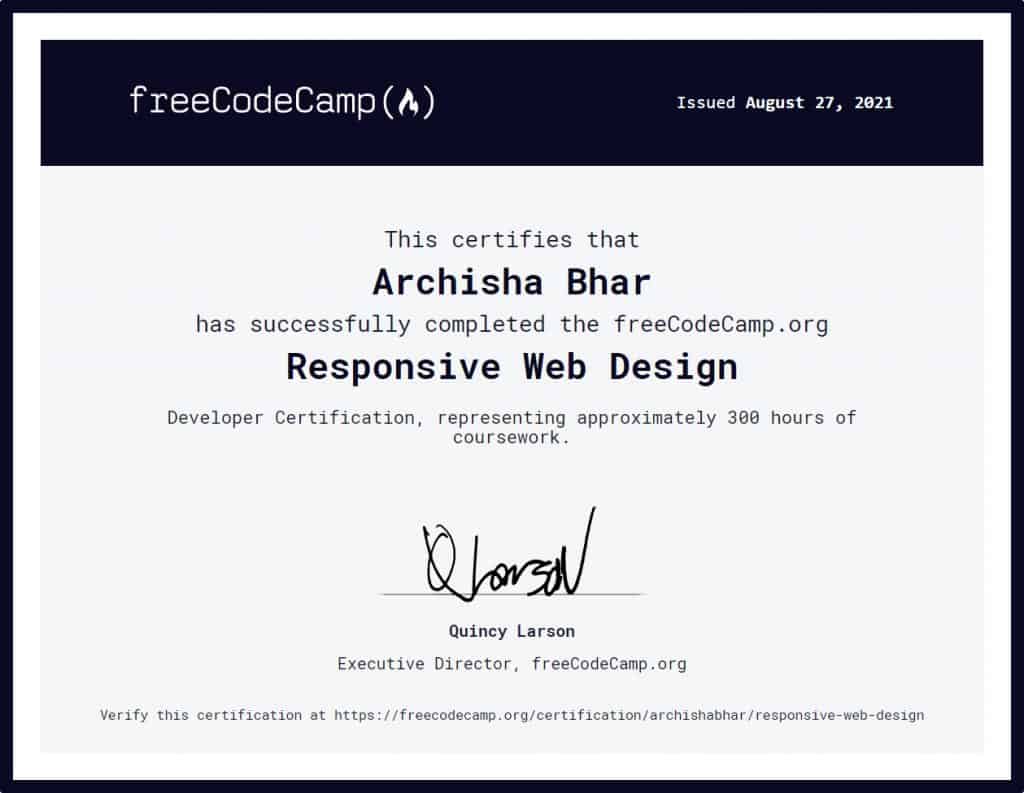 freeCodeCamp
Issued August 27, 2021
This certifies that
Archisha Bhar
has successfully completed the freeCodeCamp.org
Responsive Web Design
Developer Certification, representing approximately 300 hours of
coursework.
QLarson
Quincy Larson
Executive Director, freeCodeCamp.org
Verify this certification at https://freecodecamp.org/certification/archishabhar/responsive-web-design